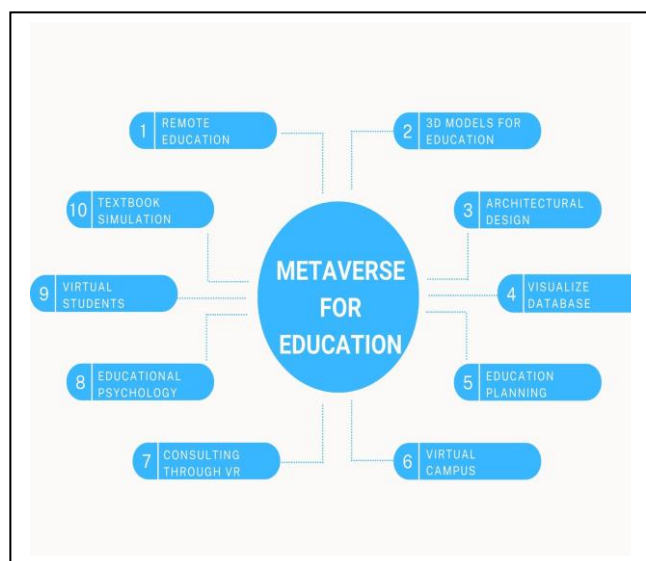 1 REMOTE
EDUCATION
2 3D MODELS FOR
EDUCATION
10 TEXTBOOK
SIMULATION
3 ARCHITECTURAL
DESIGN
METAVERSE
FOR
EDUCATION
9 VIRTUAL
STUDENTS
4 VISUALIZE
DATABASE
8 EDUCATIONAL
PSYCHOLOGY
5 EDUCATION
PLANNING
7 CONSULTING
THROUGH VR
6 VIRTUAL
CAMPUS